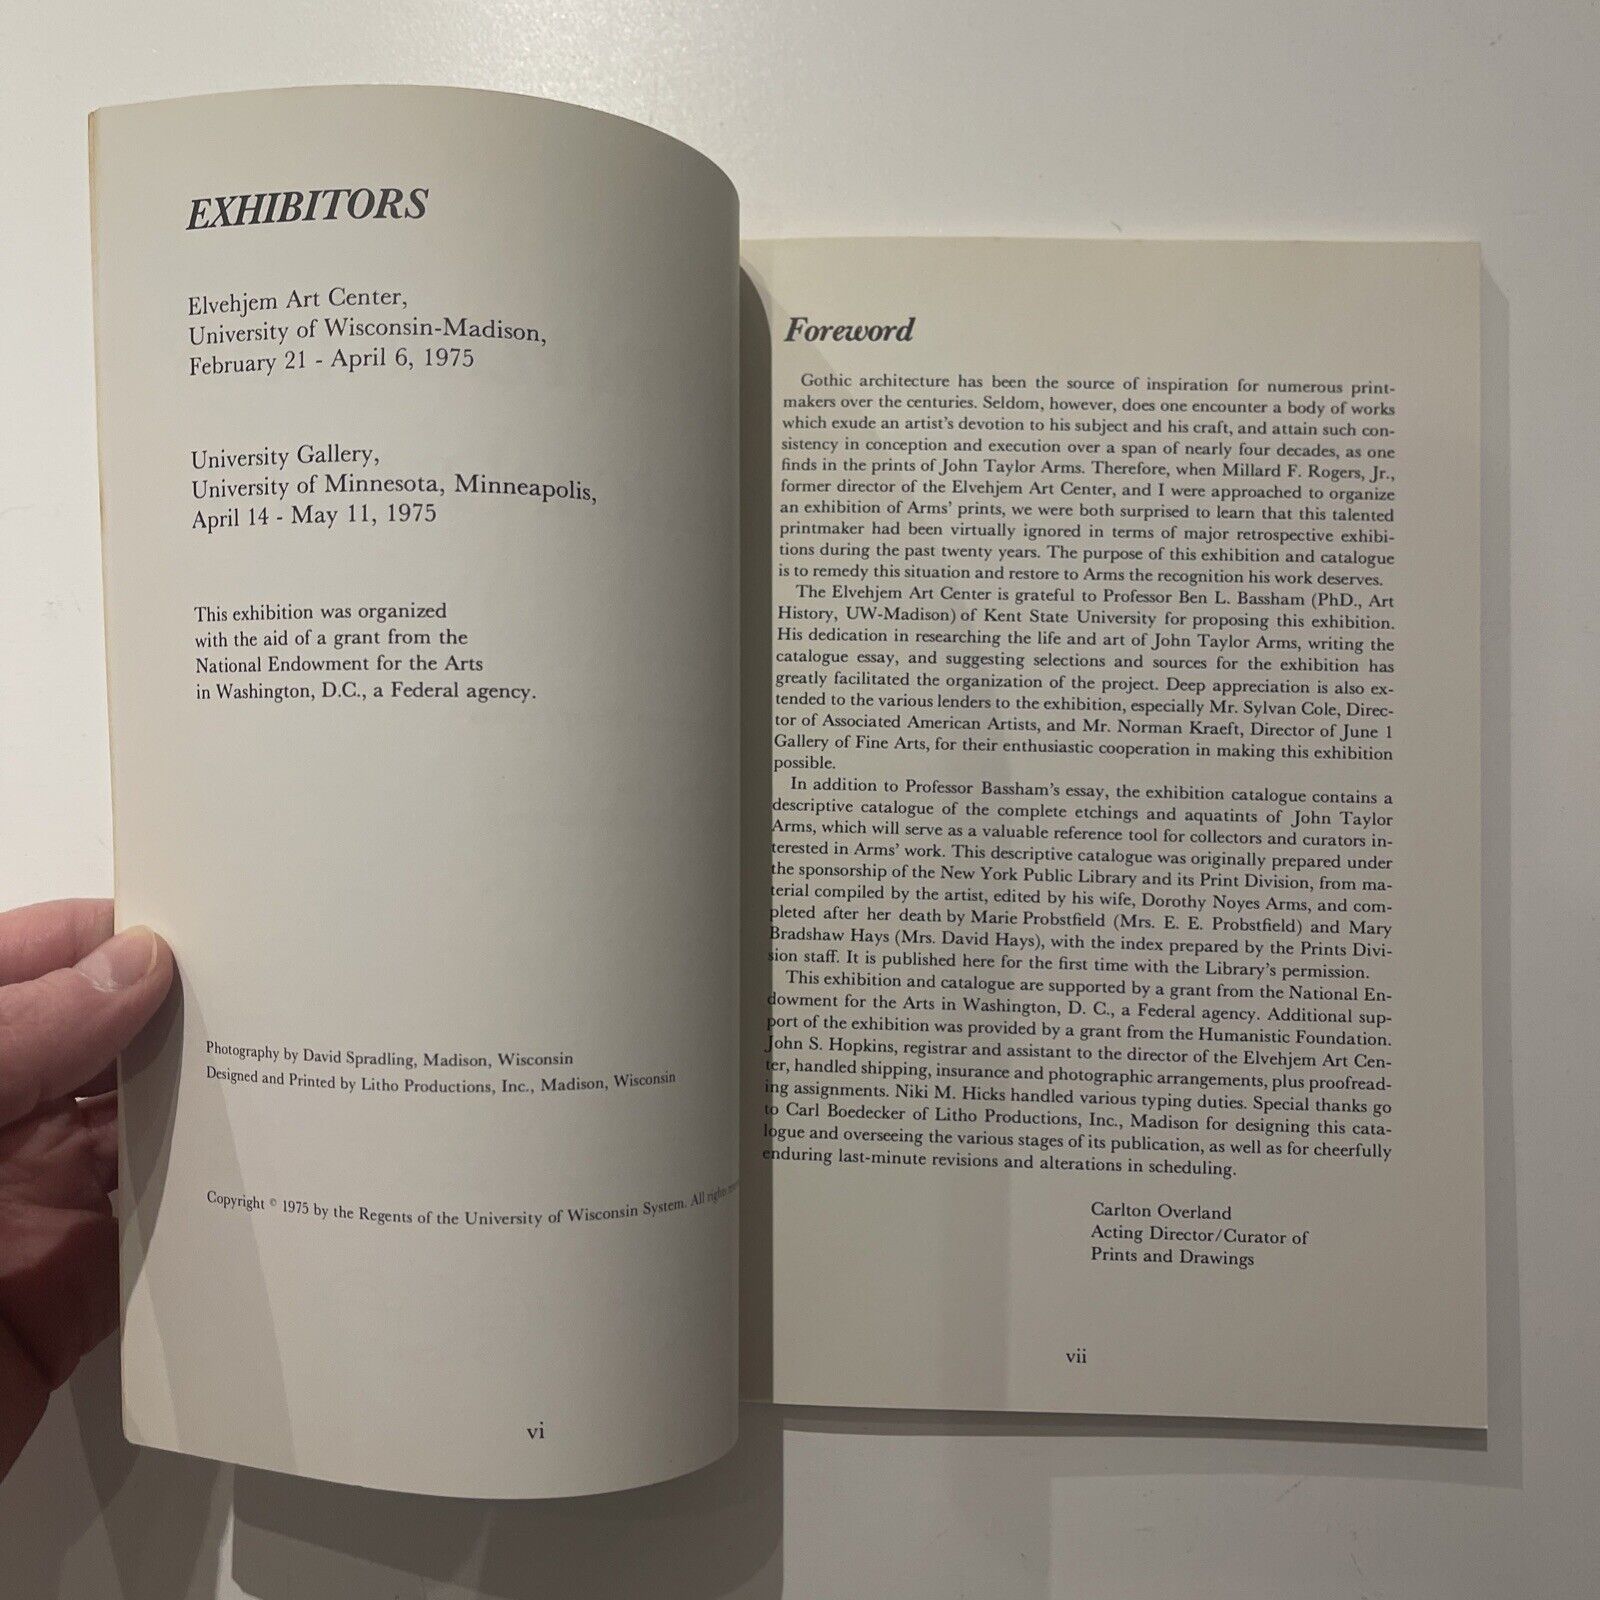 EXHIBITORS
Elvehjem Art Center,
University of Wisconsin-Madison,
February 21 - April 6, 1975
University Gallery,
University of Minnesota, Minneapolis,
April 14 - May 11, 1975
This exhibition was organized
with the aid of a grant from the
National Endowment for the Arts
in Washington, D.C., a Federal agency.
Photography by David Spradling, Madison, Wisconsin
Designed and Printed by Litho Productions, Inc., Madison, Wisconsin
Copyright © 1975 by the Regents of the University of Wisconsin System. All rights
vi
Foreword
Gothic architecture has been the source of inspiration for numerous print-
makers over the centuries. Seldom, however, does one encounter a body of works
which exude an artist's devotion to his subject and his craft, and attain such con-
sistency in conception and execution over a span of nearly four decades, as one
finds in the prints of John Taylor Arms. Therefore, when Millard F. Rogers, Jr.,
former director of the Elvehjem Art Center, and I were approached to organize
an exhibition of Arms' prints, we were both surprised to learn that this talented
printmaker had been virtually ignored in terms of major retrospective exhibi-
tions during the past twenty years. The purpose of this exhibition and catalogue
is to remedy this situation and restore to Arms the recognition his work deserves.
The Elvehjem Art Center is grateful to Professor Ben L. Bassham (PhD., Art
History, UW-Madison) of Kent State University for proposing this exhibition.
His dedication in researching the life and art of John Taylor Arms, writing the
catalogue essay, and suggesting selections and sources for the exhibition has
greatly facilitated the organization of the project. Deep appreciation is also ex-
tended to the various lenders to the exhibition, especially Mr. Sylvan Cole, Direc-
tor of Associated American Artists, and Mr. Norman Kraeft, Director of June 1
Gallery of Fine Arts, for their enthusiastic cooperation in making this exhibition
possible.
In addition to Professor Bassham's essay, the exhibition catalogue contains a
descriptive catalogue of the complete etchings and aquatints of John Taylor
Arms, which will serve as a valuable reference tool for collectors and curators in-
terested in Arms' work. This descriptive catalogue was originally prepared under
the sponsorship of the New York Public Library and its Print Division, from ma-
terial compiled by the artist, edited by his wife, Dorothy Noyes Arms, and com-
pleted after her death by Marie Probstfield (Mrs. E. E. Probstfield) and Mary
Bradshaw Hays (Mrs. David Hays), with the index prepared by the Prints Divi-
sion staff. It is published here for the first time with the Library's permission.
This exhibition and catalogue are supported by a grant from the National En-
dowment for the Arts in Washington, D. C., a Federal agency. Additional sup-
port of the exhibition was provided by a grant from the Humanistic Foundation.
John S. Hopkins, registrar and assistant to the director of the Elvehjem Art Cen-
ter, handled shipping, insurance and photographic arrangements, plus proofread-
ing assignments. Niki M. Hicks handled various typing duties. Special thanks go
to Carl Boedecker of Litho Productions, Inc., Madison for designing this cata-
logue and overseeing the various stages of its publication, as well as for cheerfully
enduring last-minute revisions and alterations in scheduling.
Carlton Overland
Acting Director/Curator of
Prints and Drawings
vii